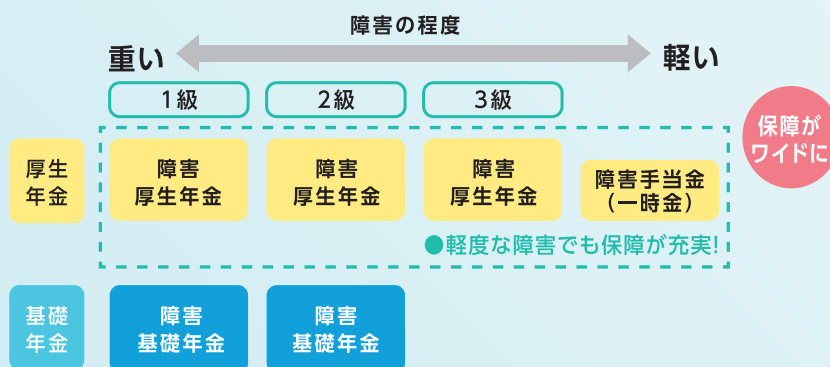 障害の程度
重い
軽い
1級
2級
3級
保障が
ワイドに
厚生
年金
障害
厚生年金
障害
厚生年金
障害
厚生年金
障害手当金
（一時金）
●軽度な障害でも保障が充実!
基礎
年金
障害
基礎年金
障害
基礎年金